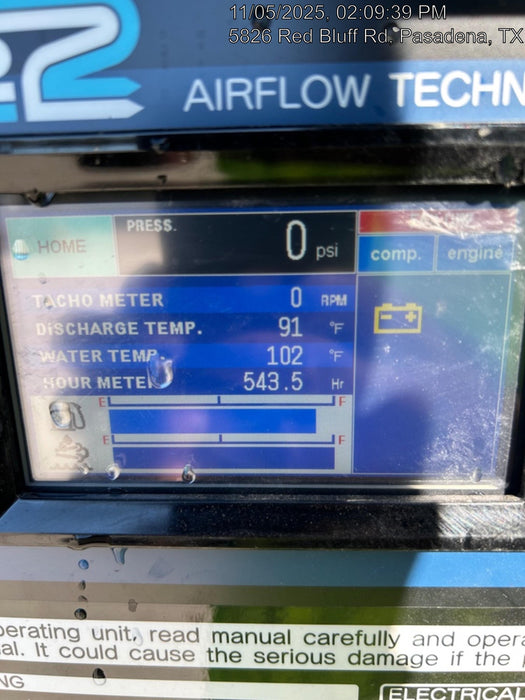 11/05/2025, 02:09:39 PM
5826 Red Bluff Rd, Pasadena, TX
22
AIRFLOW TECHN
HOME
PRESS.
0 psi
comp. engine
TACHO METER 0 RPM
DISCHARGE TEMP. 91 °F
WATER TEMP. 102 °F
HOUR METER 543.5 Hr
E F
E F
perating unit, read manual carefully and opera
al. It could cause the serious damage if the
NG
ELECTRICAL